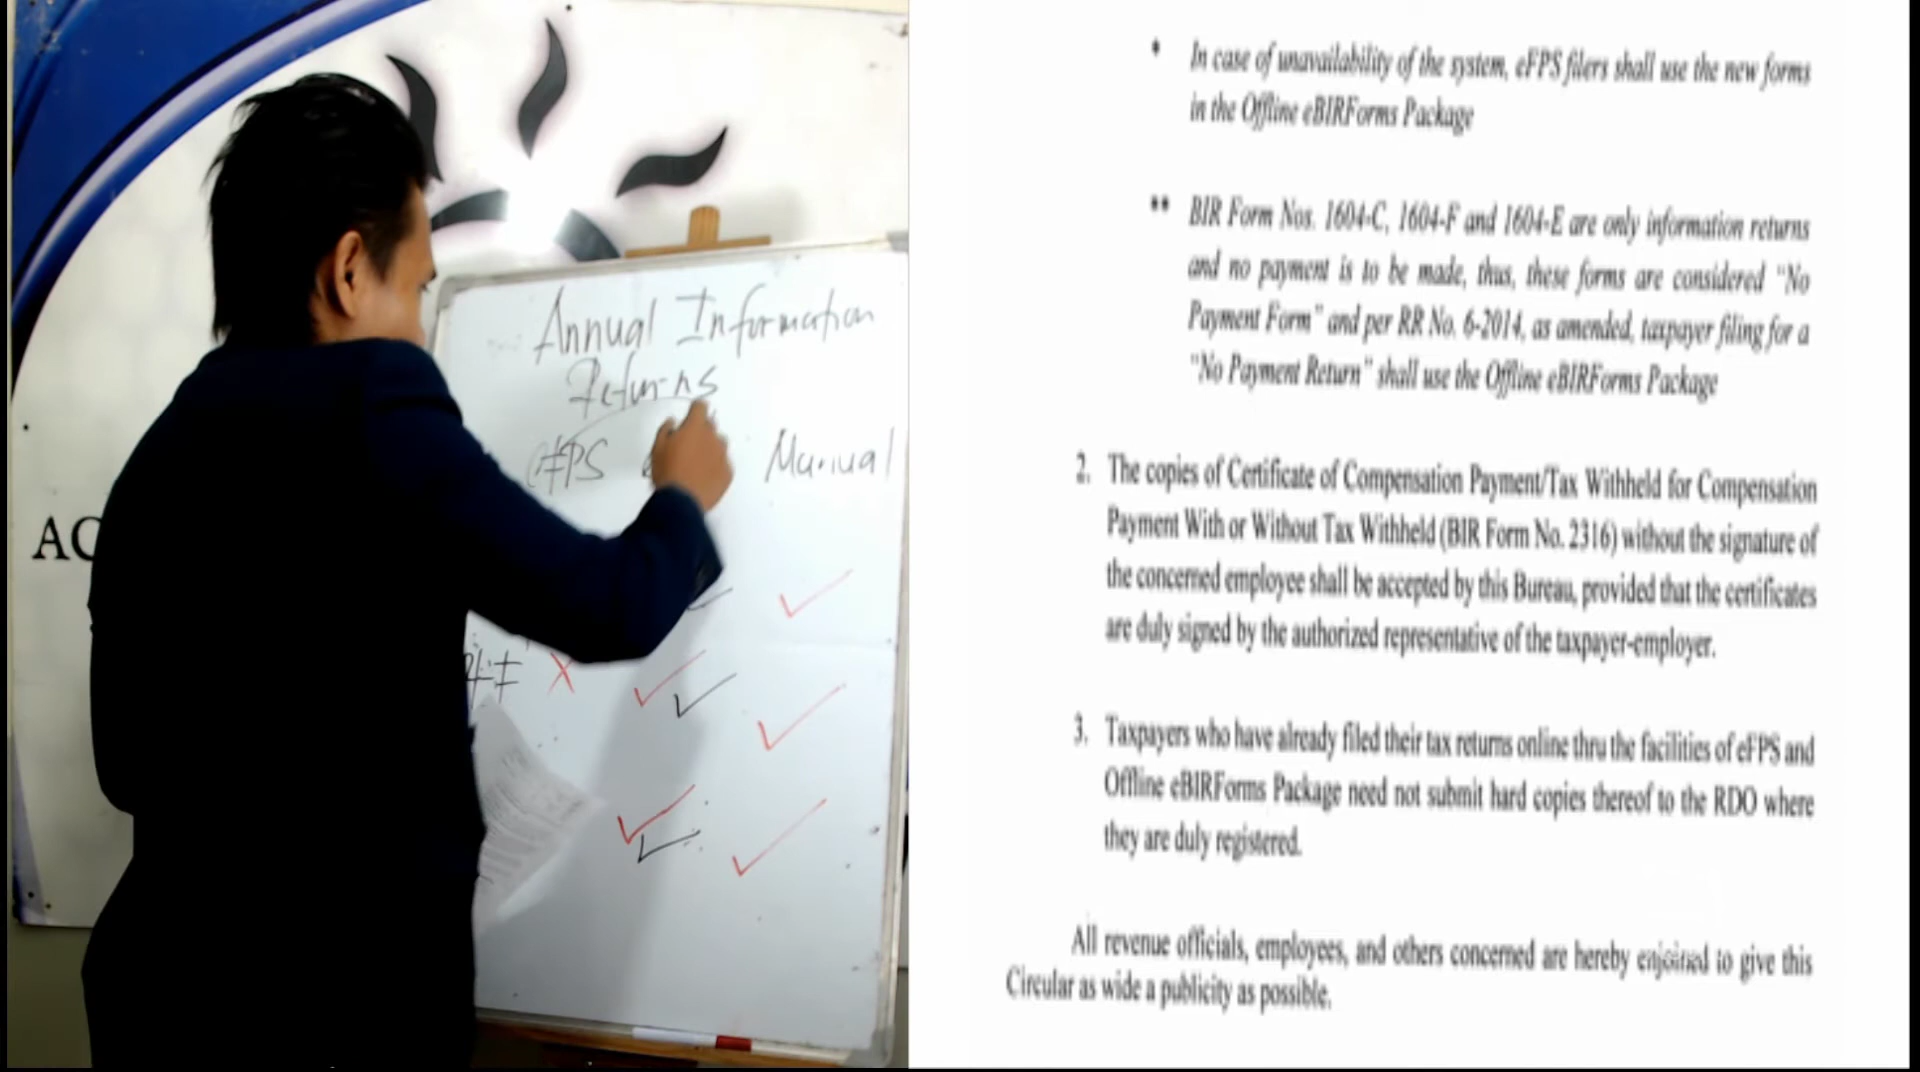 AC
Annual Information
Returns
eFPS
Manual
* In case of unavailability of the system, eFPS filers shall use the new forms
in the Offline eBIRForms Package
** BIR Form Nos. 1604-C, 1604-F and 1604-E are only information returns
and no payment is to be made, thus, these forms are considered "No
Payment Form" and per RR No. 6-2014, as amended, taxpayer filing for a
"No Payment Return" shall use the Offline eBIRForms Package
2. The copies of Certificate of Compensation Payment/Tax Withheld for Compensation
Payment With or Without Tax Withheld (BIR Form No. 2316) without the signature of
the concerned employee shall be accepted by this Bureau, provided that the certificates
are duly signed by the authorized representative of the taxpayer-employer.
3. Taxpayers who have already filed their tax returns online thru the facilities of eFPS and
Offline eBIRForms Package need not submit hard copies thereof to the RDO where
they are duly registered.
All revenue officials, employees, and others concerned are hereby enjoined to give this
Circular as wide a publicity as possible.